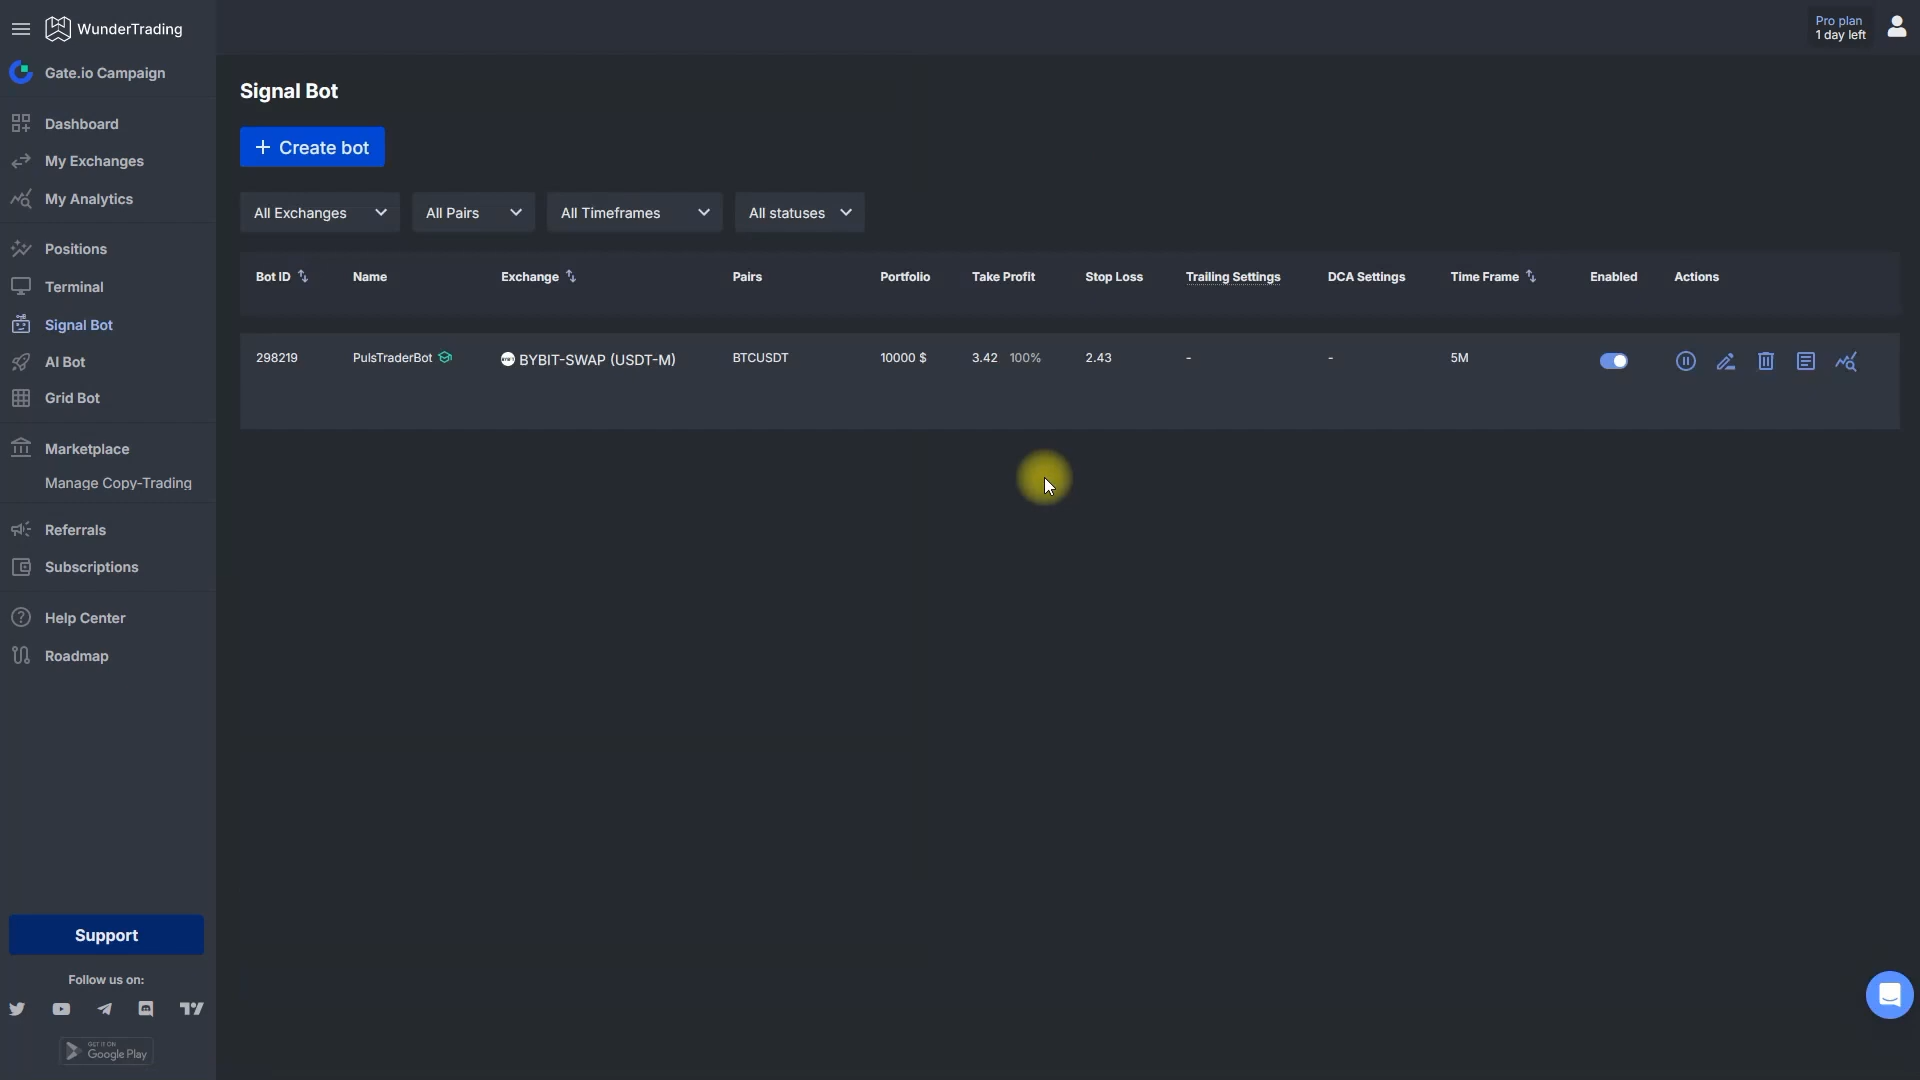 WunderTrading
Pro plan
1 day left
Gate.io Campaign
Dashboard
My Exchanges
My Analytics
Positions
Terminal
Signal Bot
AI Bot
Grid Bot
Marketplace
Manage Copy-Trading
Referrals
Subscriptions
Help Center
Roadmap
Support
Follow us on:
GET IT ON
Google Play
Signal Bot
+ Create bot
All Exchanges All Pairs All Timeframes All statuses
Bot ID Name Exchange Pairs Portfolio Take Profit Stop Loss Trailing Settings DCA Settings Time Frame Enabled Actions
298219 PulsTraderBot BYBIT-SWAP (USDT-M) BTCUSDT 10000 $ 3.42 100% 2.43 - - 5M